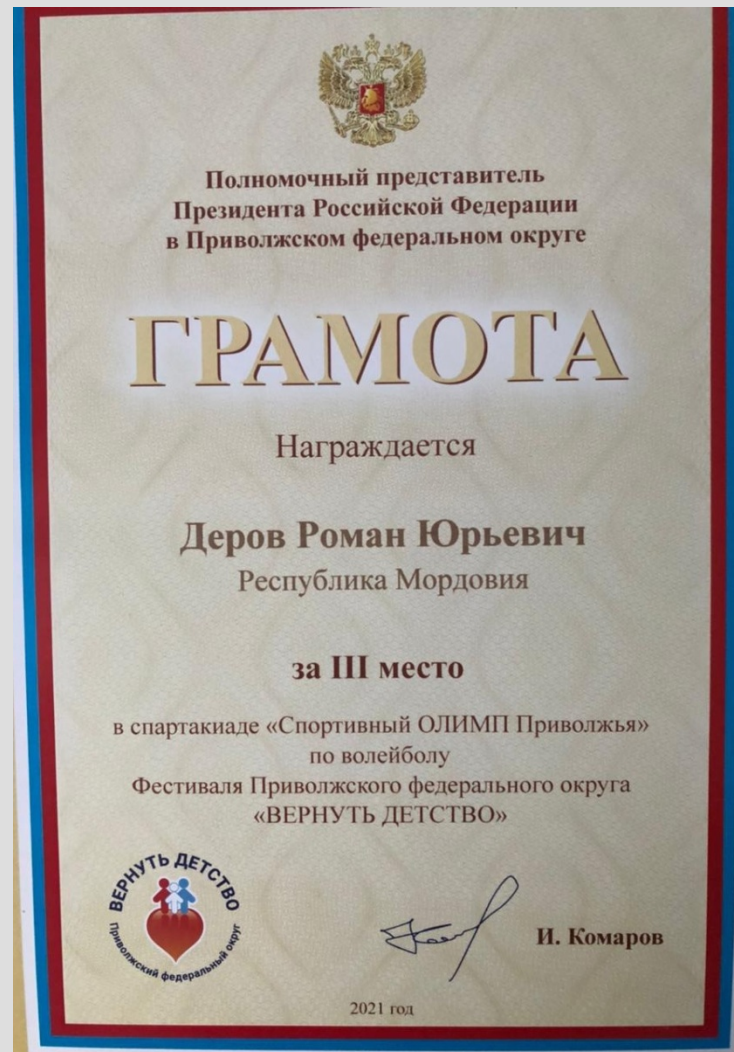 Полномочный представитель
Президента Российской Федерации
в Приволжском федеральном округе
ГРАМОТА
Награждается
Деров Роман Юрьевич
Республика Мордовия
за III место
в спартакиаде «Спортивный ОЛИМП Приволжья»
по волейболу
Фестиваля Приволжского федерального округа
«ВЕРНУТЬ ДЕТСТВО»
ВЕРНУТЬ ДЕТСТВО
Приволжский федеральный округ
И. Комаров
2021 год